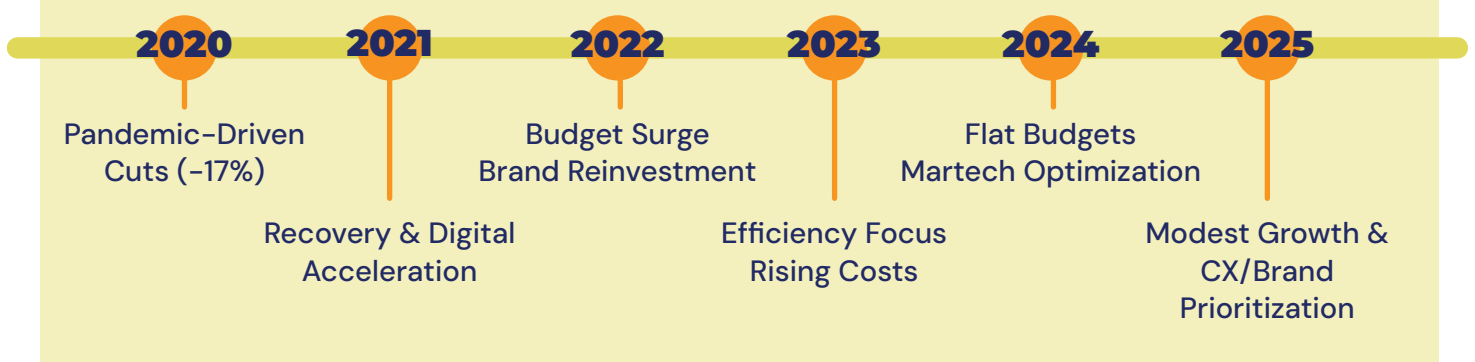 2020
Pandemic-Driven
Cuts (-17%)
2021
Recovery & Digital
Acceleration
2022
Budget Surge
Brand Reinvestment
2023
Efficiency Focus
Rising Costs
2024
Flat Budgets
Martech Optimization
2025
Modest Growth &
CX/Brand
Prioritization